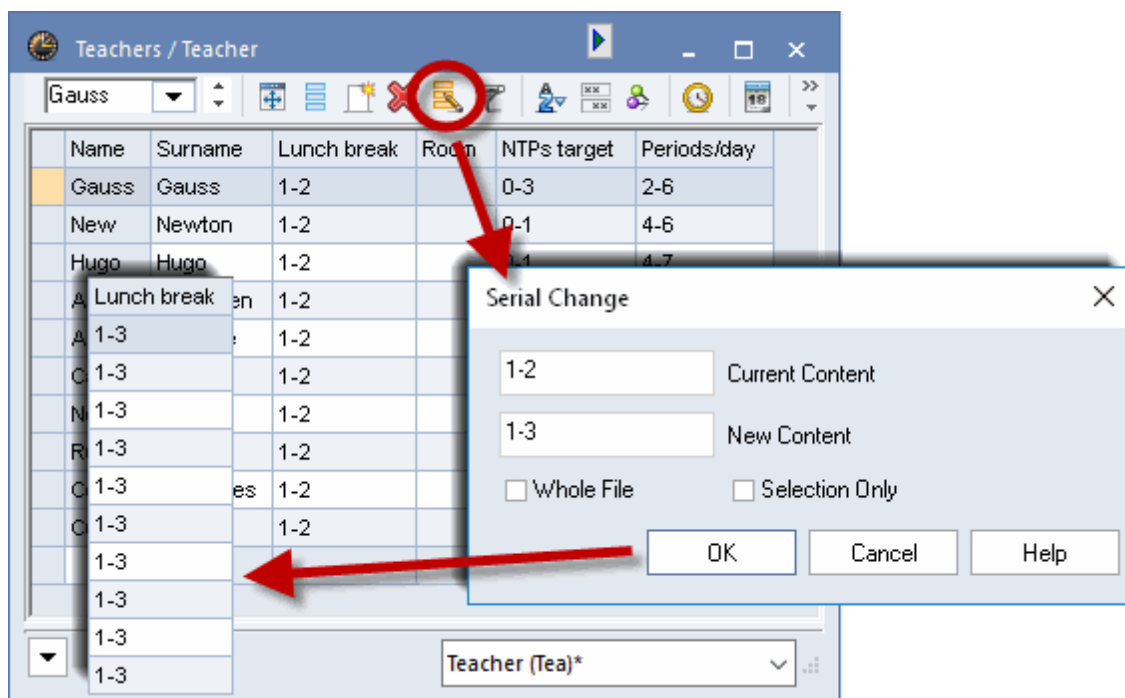 Teachers / Teacher
Gauss
Name Surname Lunch break Room NTPs target Periods/day
Gauss Gauss 1-2 0-3 2-6
New Newton 1-2 0-1 4-6
Hugo Hugo 1-2 0-1 4-7
1-2
1-2
1-2
1-2
1-2
1-2
1-2
Lunch break
1-3
1-3
1-3
1-3
1-3
1-3
1-3
1-3
1-3
1-3
Serial Change
1-2 Current Content
1-3 New Content
Whole File Selection Only
OK Cancel Help
Teacher (Tea)*